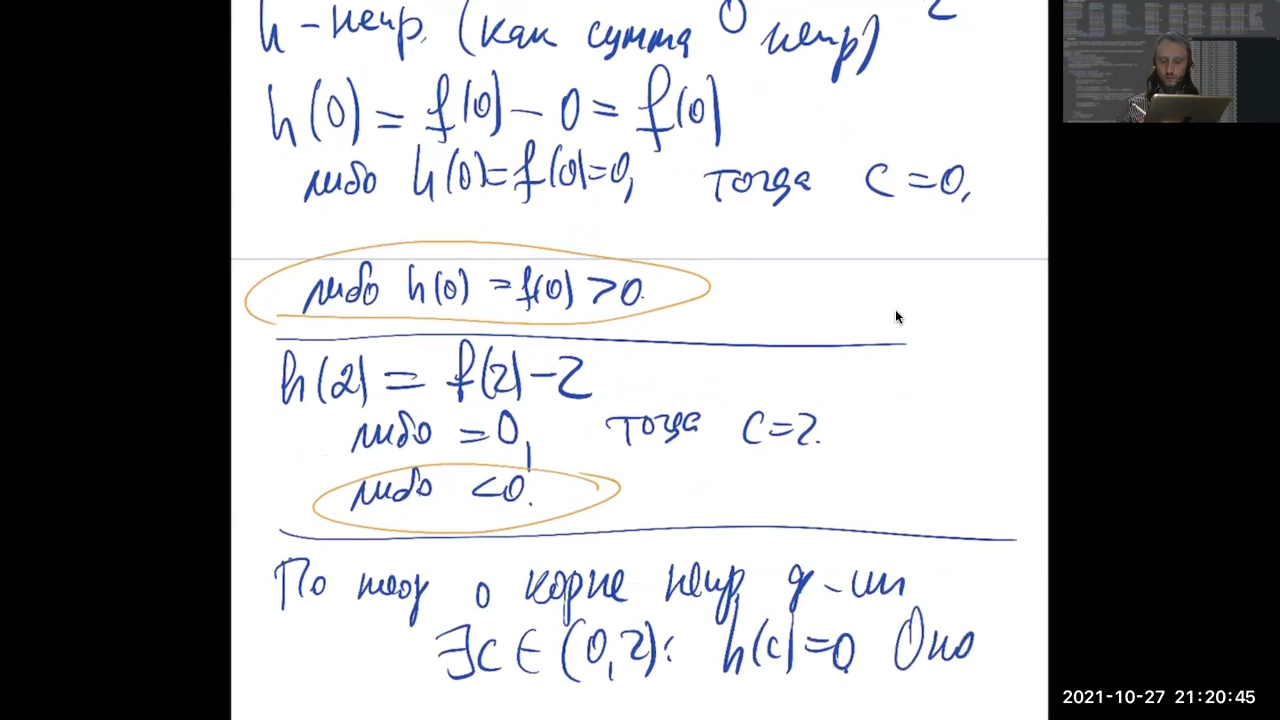 h – непр. (как сумма непр)
h(0) = f(0) – 0 = f(0)
либо h(0)=f(0)=0, тогда c=0,
либо h(0) = f(0) >0.
h(2) = f(2) – 2
либо =0, тогда c=2.
либо <0.
По теор о корне непр ф-ии
∃c∈(0,2): h(c)=0. Оно
2021-10-27 21:20:45